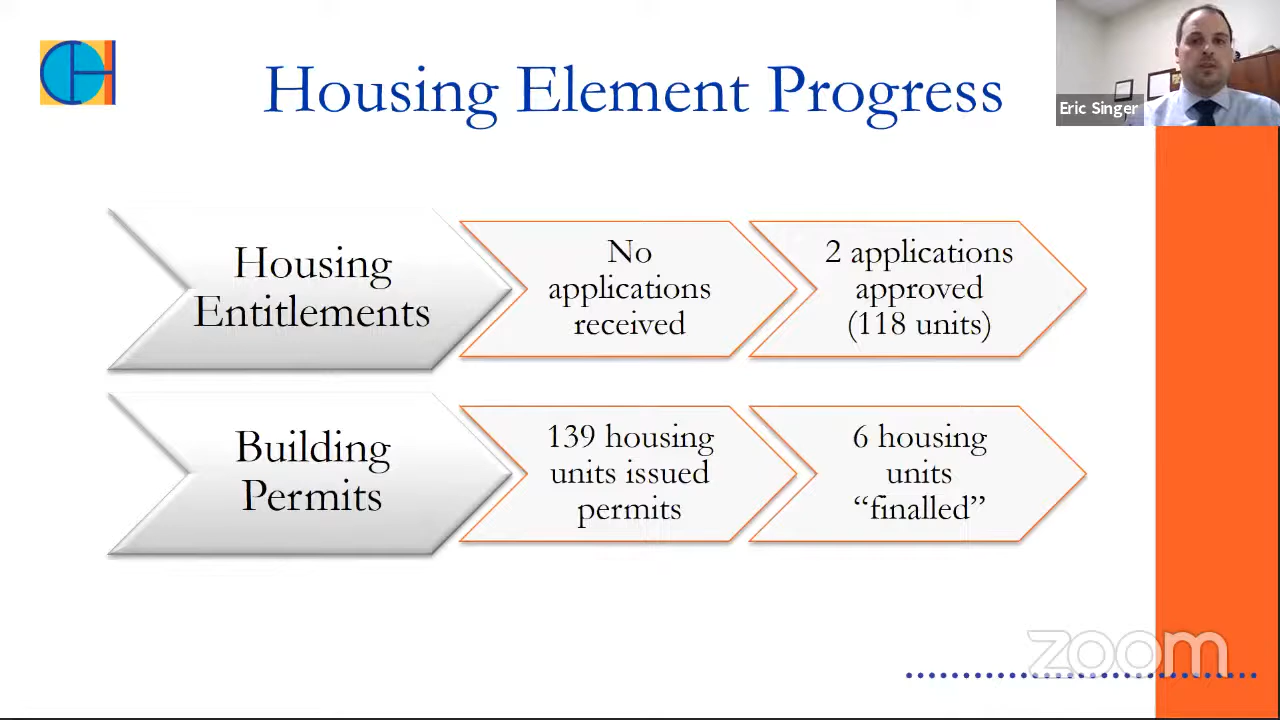 Housing Element Progress
Eric Singer
Housing
Entitlements
No
applications
received
2 applications
approved
(118 units)
Building
Permits
139 housing
units issued
permits
6 housing
units
“finalled”
zoom